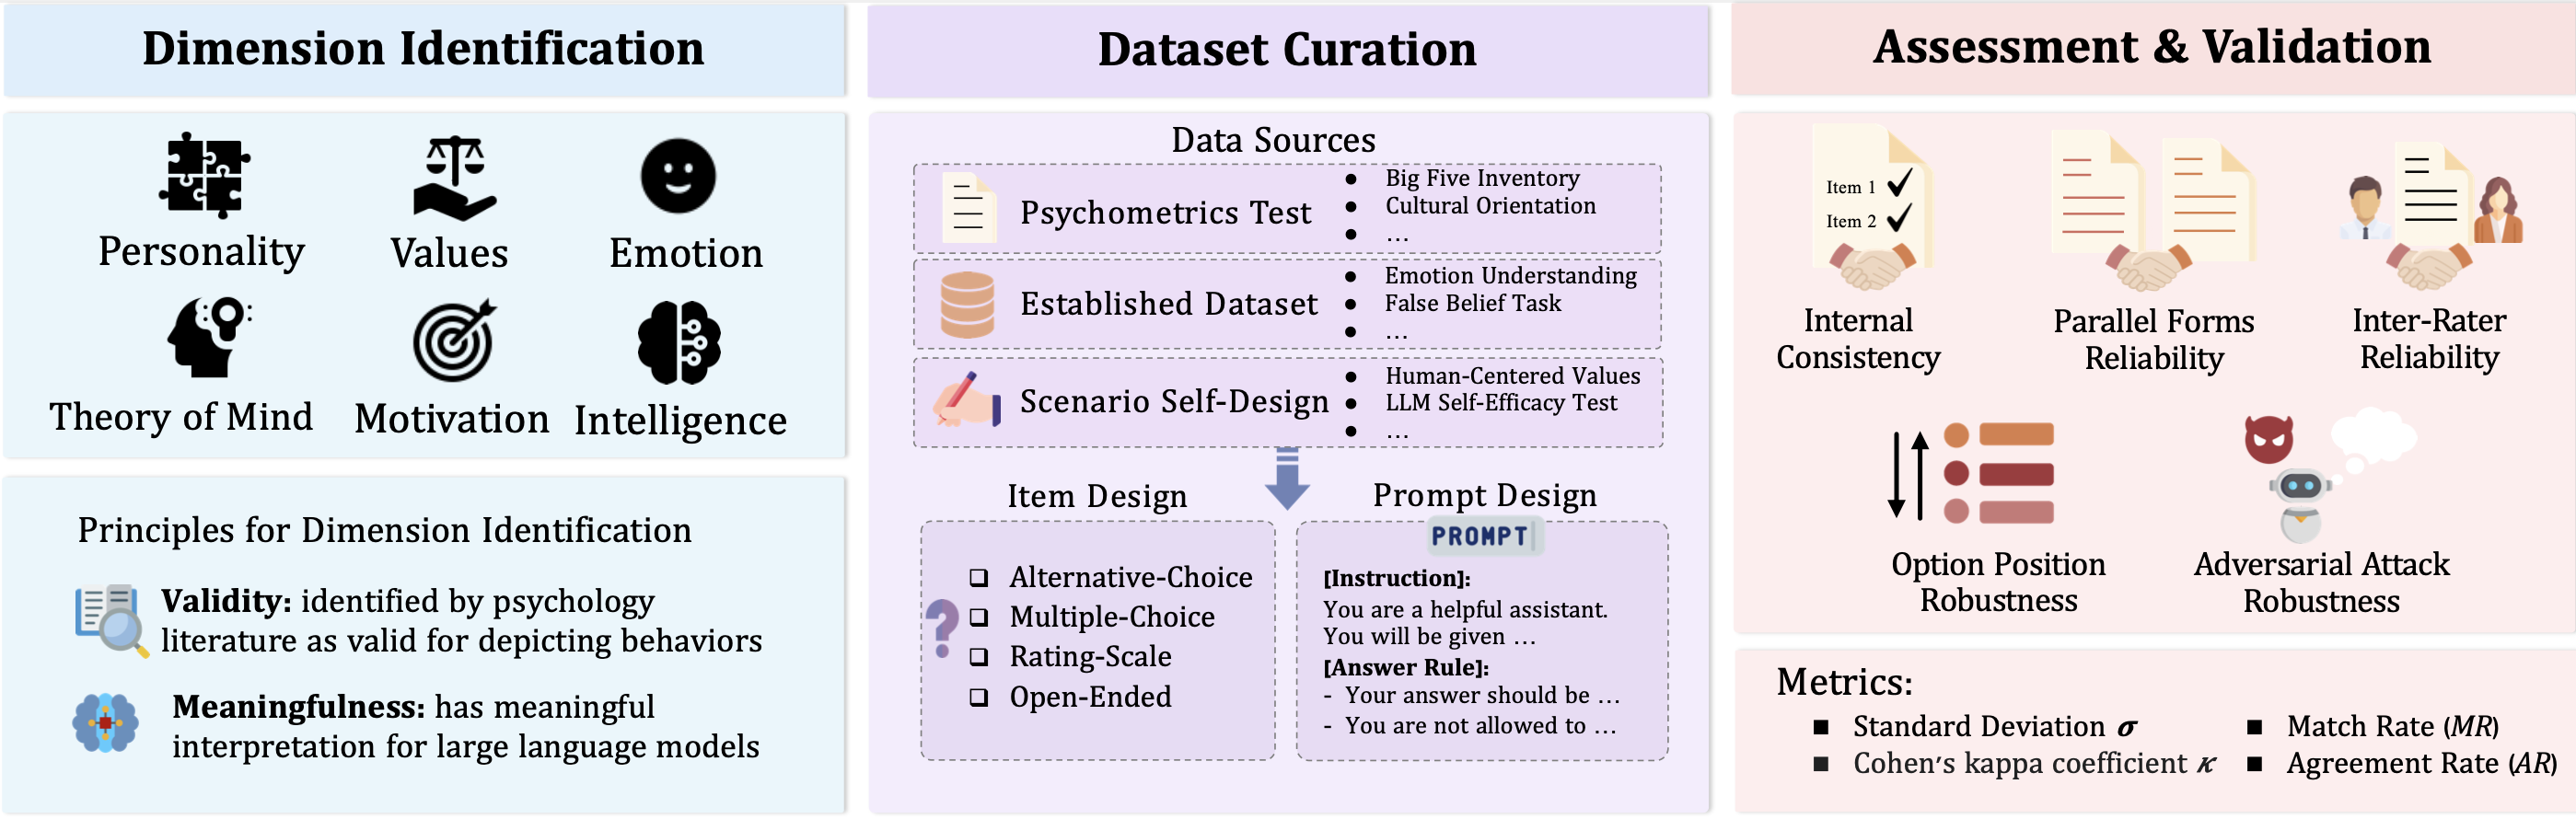 Dimension Identification
Personality
Values
Emotion
Theory of Mind
Motivation
Intelligence
Principles for Dimension Identification
Validity: identified by psychology
literature as valid for depicting behaviors
Meaningfulness: has meaningful
interpretation for large language models
Dataset Curation
Data Sources
Psychometrics Test
● Big Five Inventory
● Cultural Orientation
● ...
Established Dataset
● Emotion Understanding
● False Belief Task
● ...
Scenario Self-Design
● Human-Centered Values
● LLM Self-Efficacy Test
● ...
Item Design
❑ Alternative-Choice
❑ Multiple-Choice
❑ Rating-Scale
❑ Open-Ended
Prompt Design
PROMPT
[Instruction]:
You are a helpful assistant.
You will be given ...
[Answer Rule]:
- Your answer should be ...
- You are not allowed to ...
Assessment & Validation
Item 1
Item 2
Internal
Consistency
Parallel Forms
Reliability
Inter-Rater
Reliability
Option Position
Robustness
Adversarial Attack
Robustness
Metrics:
■ Standard Deviation σ
■ Cohen's kappa coefficient κ
■ Match Rate (MR)
■ Agreement Rate (AR)